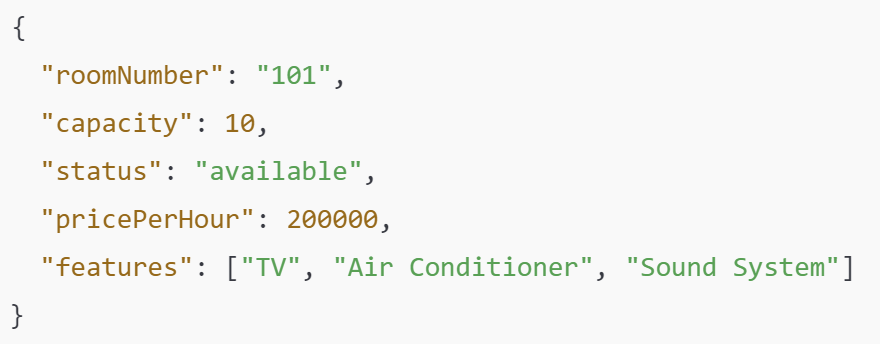 {
"roomNumber": "101",
"capacity": 10,
"status": "available",
"pricePerHour": 200000,
"features": ["TV", "Air Conditioner", "Sound System"]
}